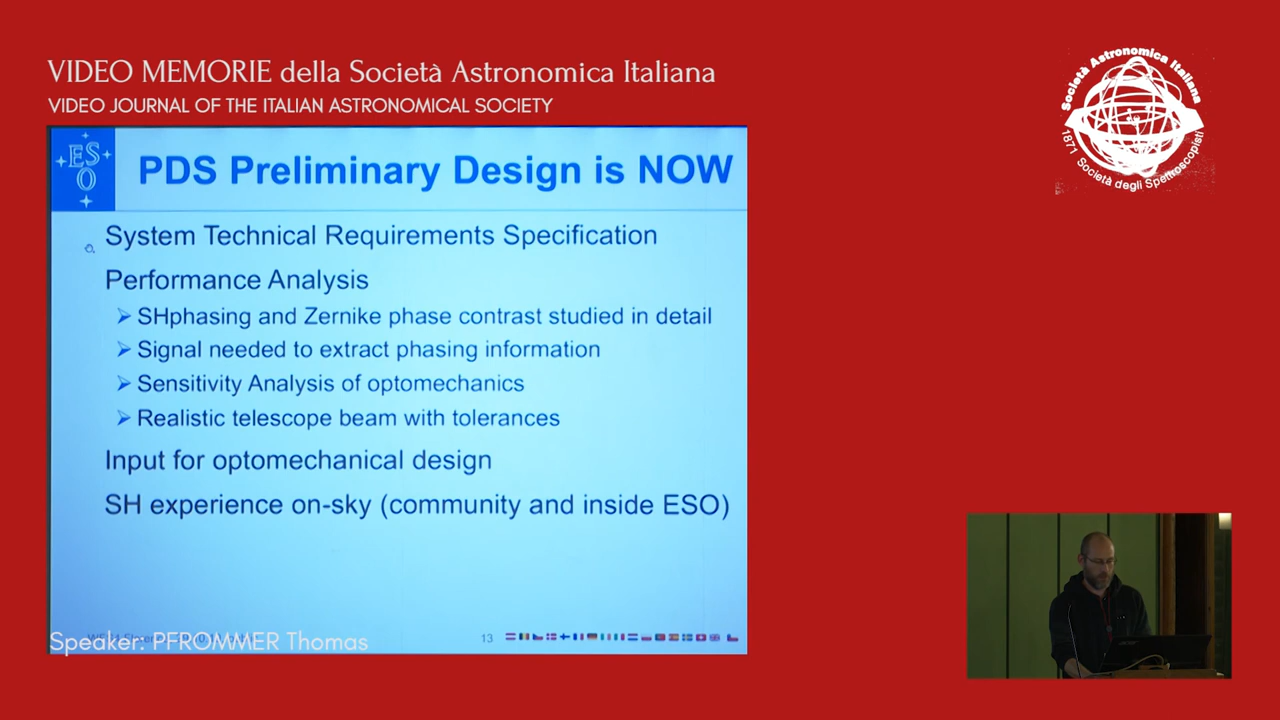 VIDEO MEMORIE della Società Astronomica Italiana
VIDEO JOURNAL OF THE ITALIAN ASTRONOMICAL SOCIETY
Società Astronomica Italiana
1871 Società degli Spettroscopisti
ESO
PDS Preliminary Design is NOW
System Technical Requirements Specification
Performance Analysis
SHphasing and Zernike phase contrast studied in detail
Signal needed to extract phasing information
Sensitivity Analysis of optomechanics
Realistic telescope beam with tolerances
Input for optomechanical design
SH experience on-sky (community and inside ESO)
Speaker: PFROMMER Thomas
13